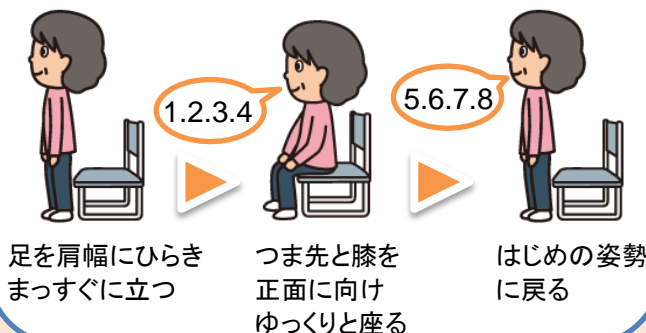 1.2.3.4
5.6.7.8
足を肩幅にひらき
まっすぐに立つ
つま先と膝を
正面に向け
ゆっくりと座る
はじめの姿勢
に戻る